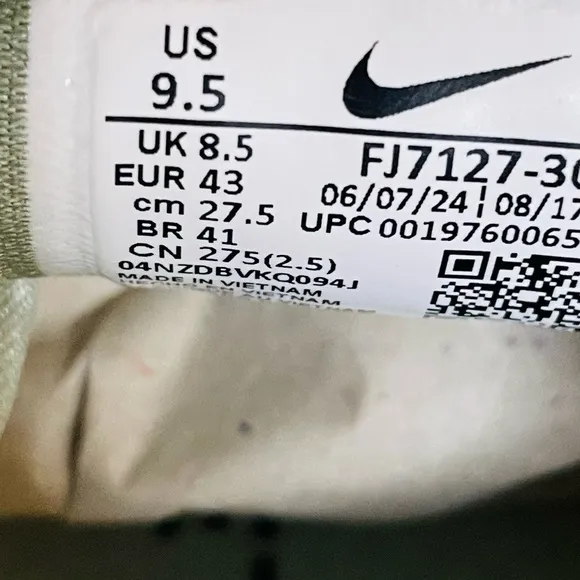 US
9.5
UK 8.5
EUR 43
cm 27.5
BR 41
CN 275(2.5)
04NZDBVKQ094J
MADE IN VIETNAM
FJ7127-30
06/07/24 ¦ 08/17
UPC 0019760065